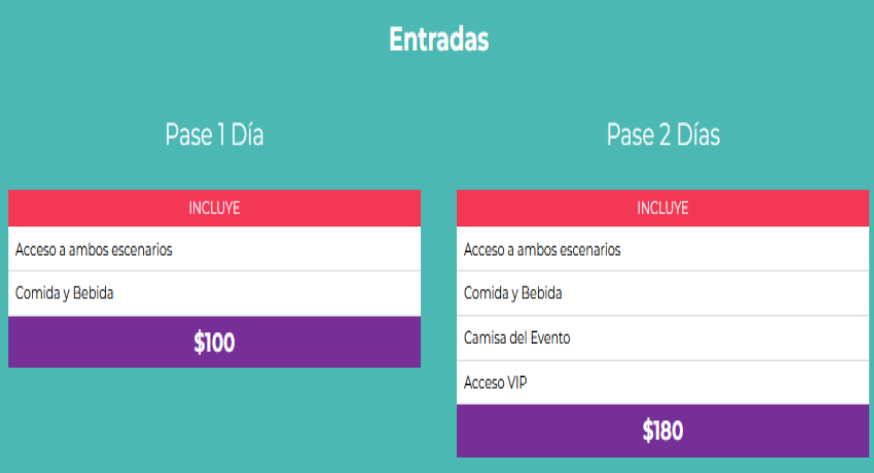 Entradas
Pase 1 Día
INCLUYE
Acceso a ambos escenarios
Comida y Bebida
$100
Pase 2 Días
INCLUYE
Acceso a ambos escenarios
Comida y Bebida
Camisa del Evento
Acceso VIP
$180